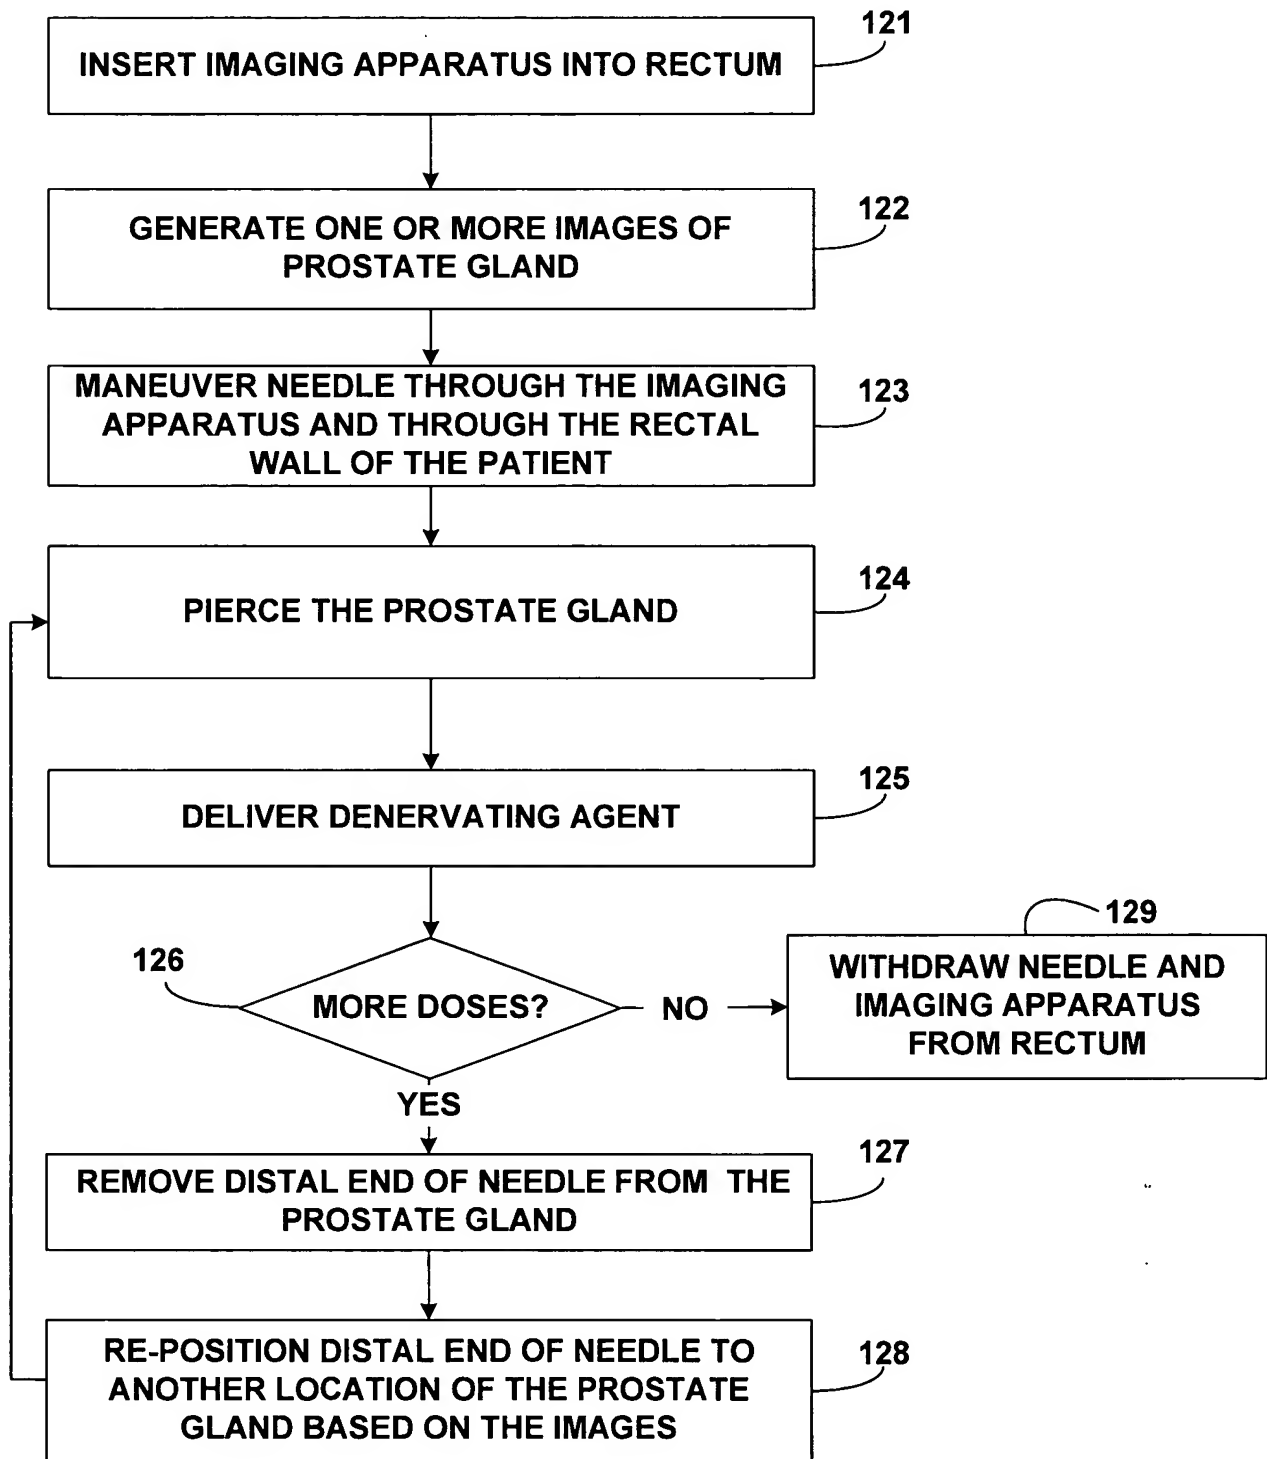 121
INSERT IMAGING APPARATUS INTO RECTUM
122
GENERATE ONE OR MORE IMAGES OF
PROSTATE GLAND
123
MANEUVER NEEDLE THROUGH THE IMAGING
APPARATUS AND THROUGH THE RECTAL
WALL OF THE PATIENT
124
PIERCE THE PROSTATE GLAND
125
DELIVER DENERVATING AGENT
126
MORE DOSES?
NO
129
WITHDRAW NEEDLE AND
IMAGING APPARATUS
FROM RECTUM
YES
127
REMOVE DISTAL END OF NEEDLE FROM THE
PROSTATE GLAND
128
RE-POSITION DISTAL END OF NEEDLE TO
ANOTHER LOCATION OF THE PROSTATE
GLAND BASED ON THE IMAGES